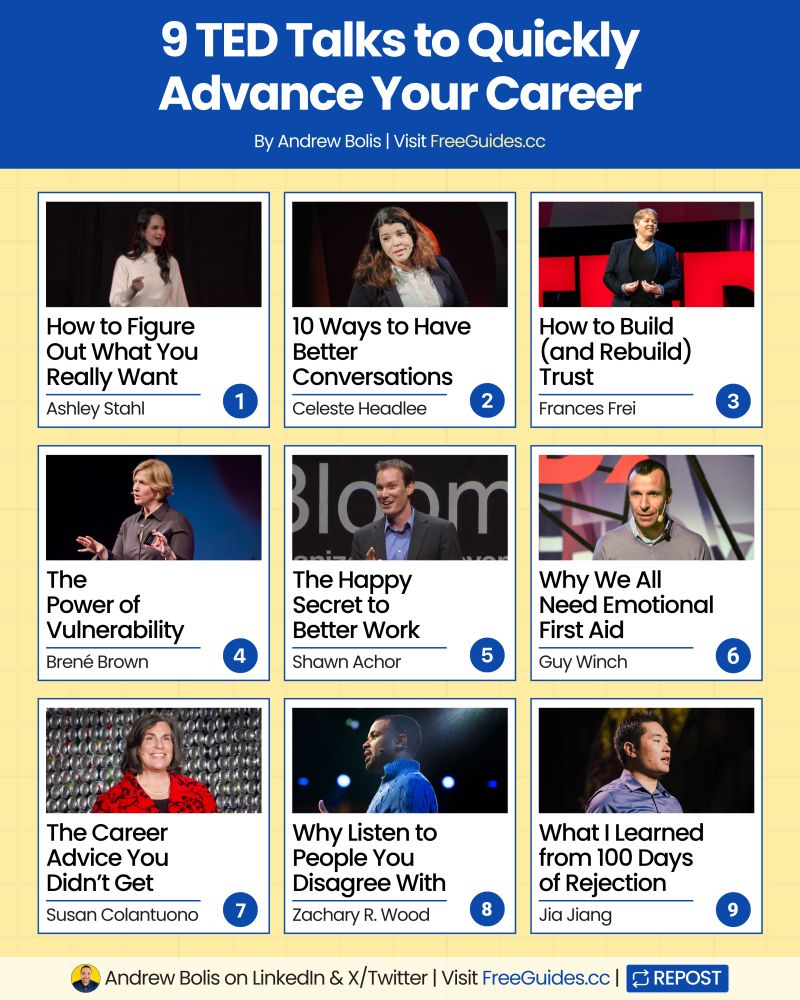 9 TED Talks to Quickly
Advance Your Career
By Andrew Bolis | Visit FreeGuides.cc
How to Figure
Out What You
Really Want
Ashley Stahl
1
10 Ways to Have
Better
Conversations
Celeste Headlee
2
How to Build
(and Rebuild)
Trust
Frances Frei
3
The
Power of
Vulnerability
Brené Brown
4
Bloom
The Happy
Secret to
Better Work
Shawn Achor
5
Why We All
Need Emotional
First Aid
Guy Winch
6
The Career
Advice You
Didn't Get
Susan Colantuono
7
Why Listen to
People You
Disagree With
Zachary R. Wood
8
What I Learned
from 100 Days
of Rejection
Jia Jiang
9
Andrew Bolis on LinkedIn & X/Twitter | Visit FreeGuides.cc | REPOST